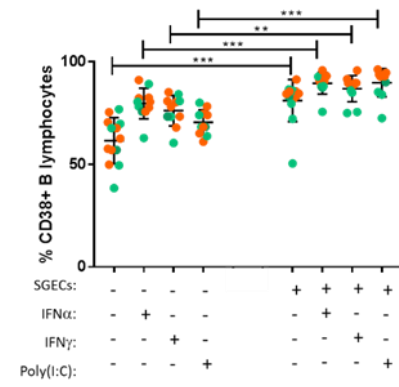 ***
**
***
***
% CD38+ B lymphocytes
100
50
0
SGECs: - - - - + + + +
IFNα: - + - - - + - -
IFNγ: - - + - - - + -
Poly(I:C): - - - + - - - +